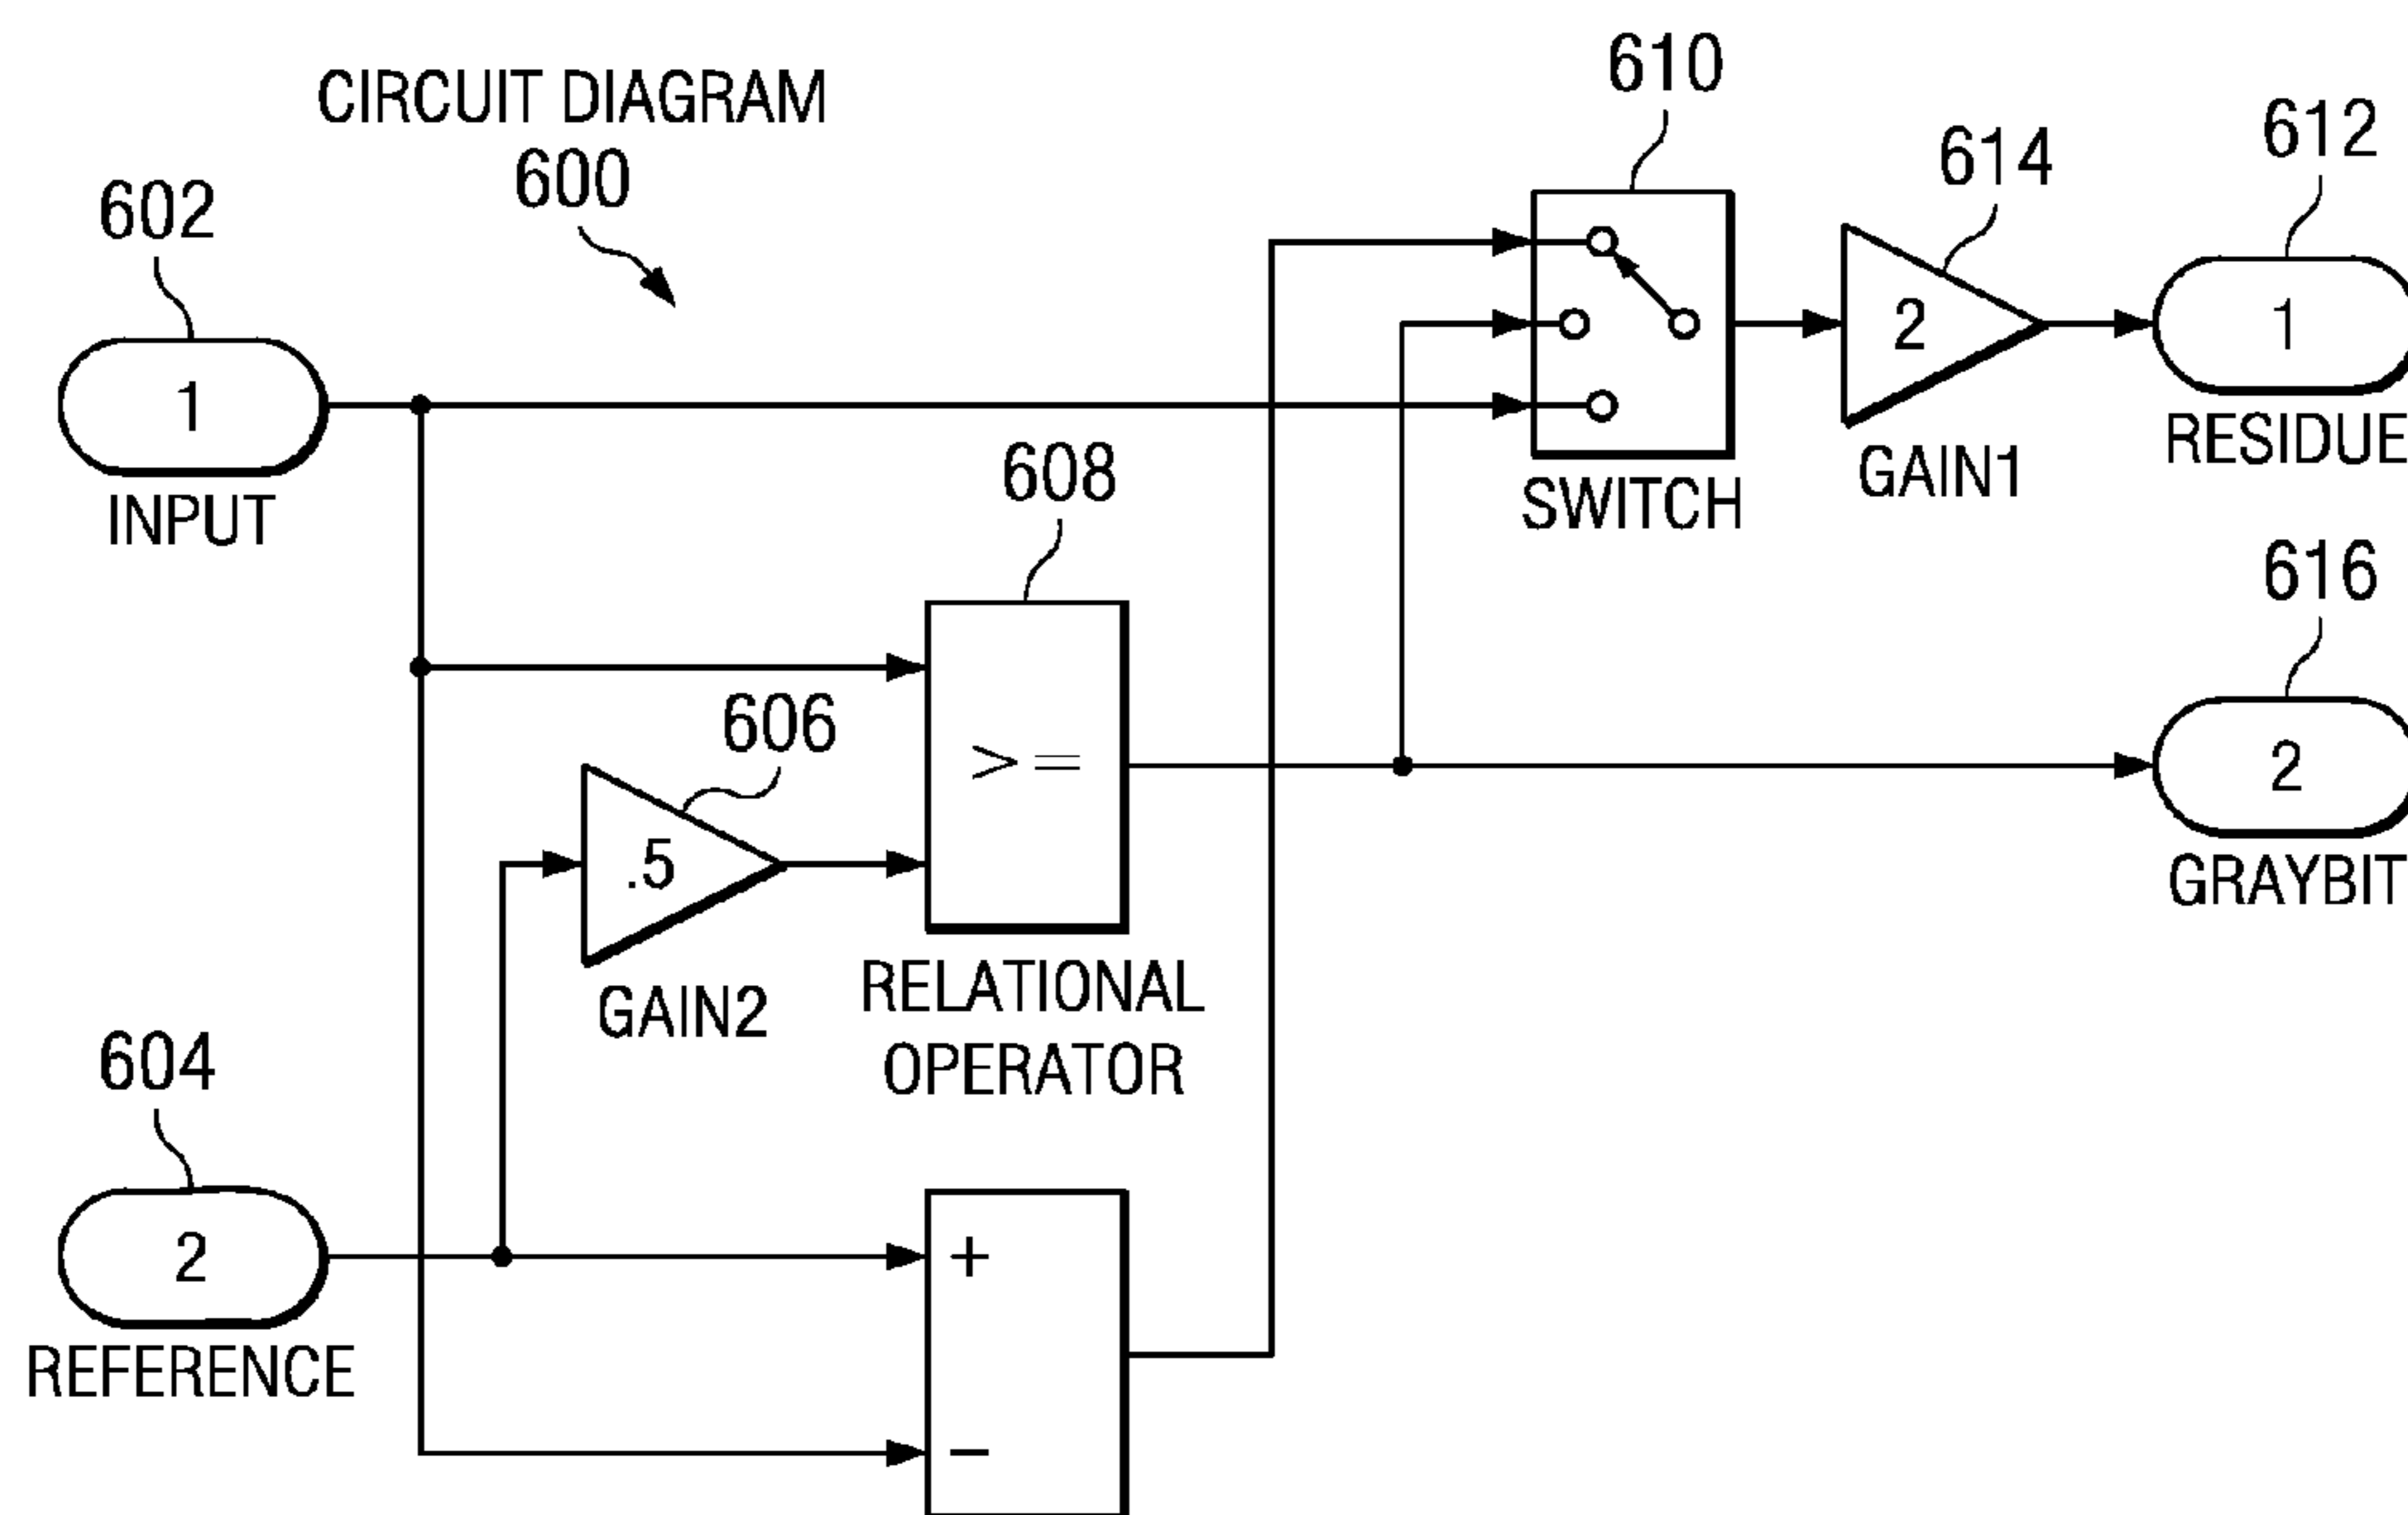 CIRCUIT DIAGRAM
600
602
1
INPUT
610
SWITCH
614
2
GAIN1
612
1
RESIDUE
608
> =
RELATIONAL
OPERATOR
606
.5
GAIN2
616
2
GRAYBIT
604
2
REFERENCE
+
−